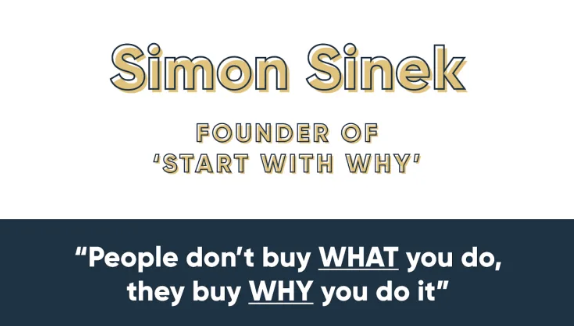 Simon Sinek
FOUNDER OF
‘START WITH WHY’
“People don’t buy WHAT you do,
they buy WHY you do it”